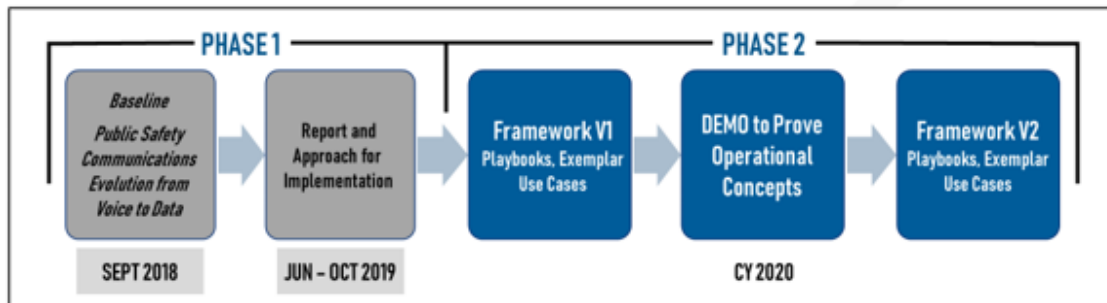 PHASE 1
PHASE 2
Baseline
Public Safety
Communications
Evolution from
Voice to Data
Report and
Approach for
Implementation
Framework V1
Playbooks, Exemplar
Use Cases
DEMO to Prove
Operational
Concepts
Framework V2
Playbooks, Exemplar
Use Cases
SEPT 2018
JUN – OCT 2019
CY 2020